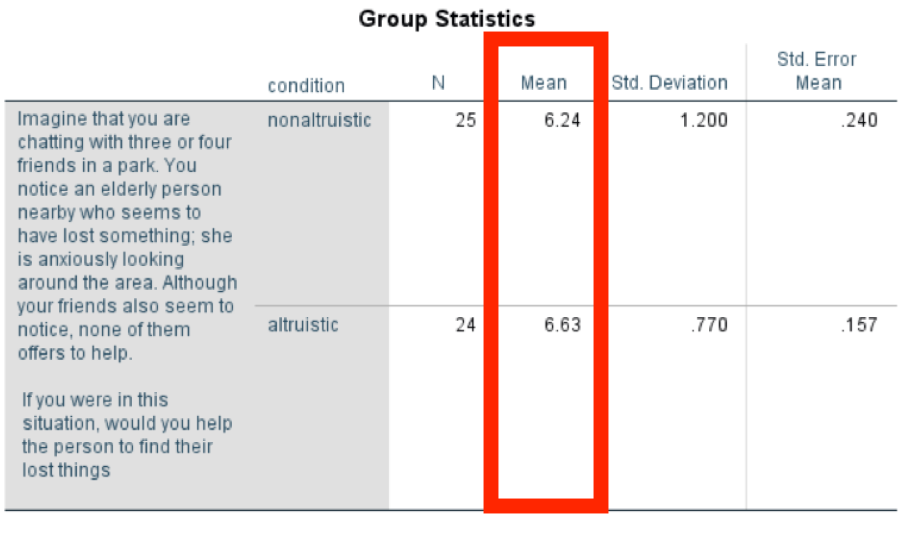 Group Statistics
condition N Mean Std. Deviation Std. Error Mean
Imagine that you are
chatting with three or four
friends in a park. You
notice an elderly person
nearby who seems to
have lost something; she
is anxiously looking
around the area. Although
your friends also seem to
notice, none of them
offers to help.
If you were in this
situation, would you help
the person to find their
lost things
nonaltruistic 25 6.24 1.200 .240
altruistic 24 6.63 .770 .157